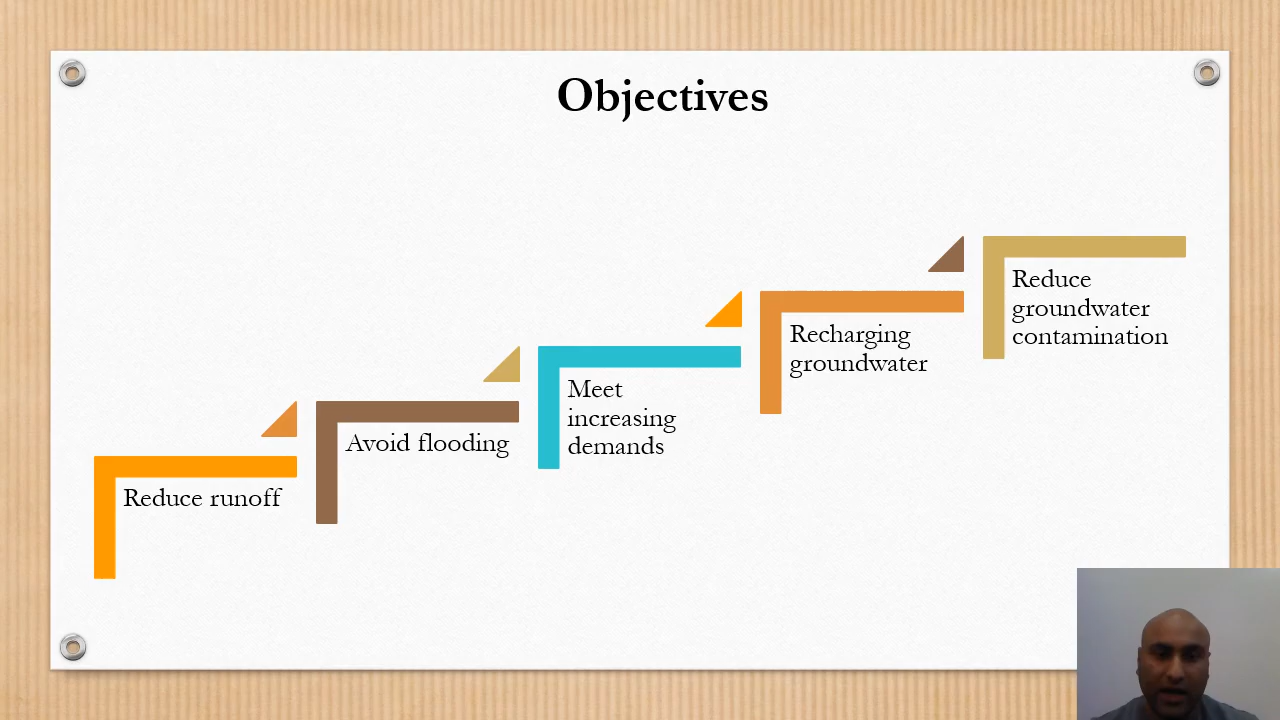 Objectives
Reduce runoff
Avoid flooding
Meet
increasing
demands
Recharging
groundwater
Reduce
groundwater
contamination